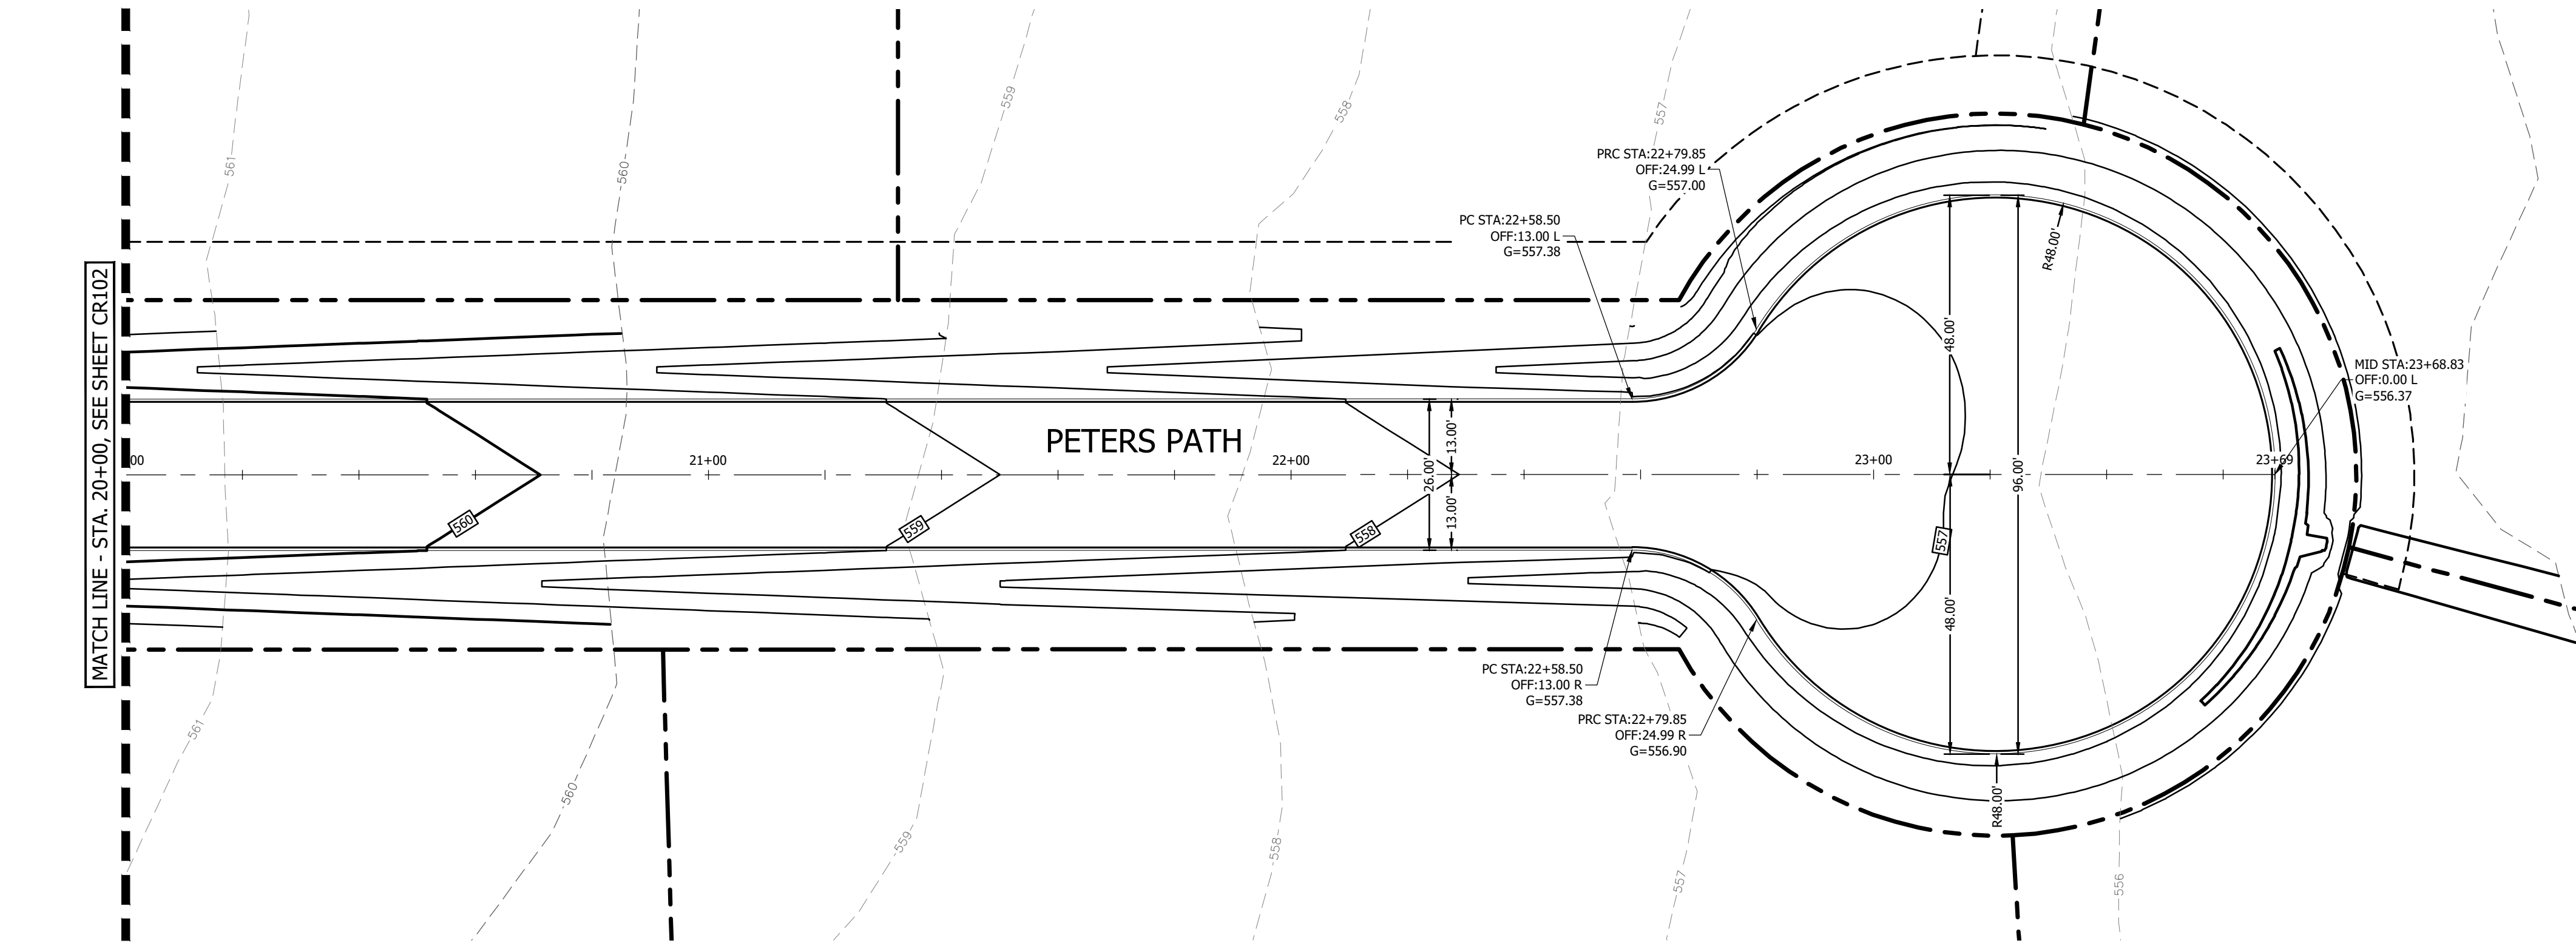 561
560
559
558
557
PRC STA:22+79.85
OFF:24.99 L
G=557.00
PC STA:22+58.50
OFF:13.00 L
G=557.38
R48.00'
48.00'
96.00'
MID STA:23+68.83
OFF:0.00 L
G=556.37
MATCH LINE - STA. 20+00, SEE SHEET CR102
PETERS PATH
00
21+00
22+00
23+00
23+69
13.00'
26.00'
13.00'
560
559
558
557
48.00'
PC STA:22+58.50
OFF:13.00 R
G=557.38
PRC STA:22+79.85
OFF:24.99 R
G=556.90
R48.00'
561
560
559
558
557
556